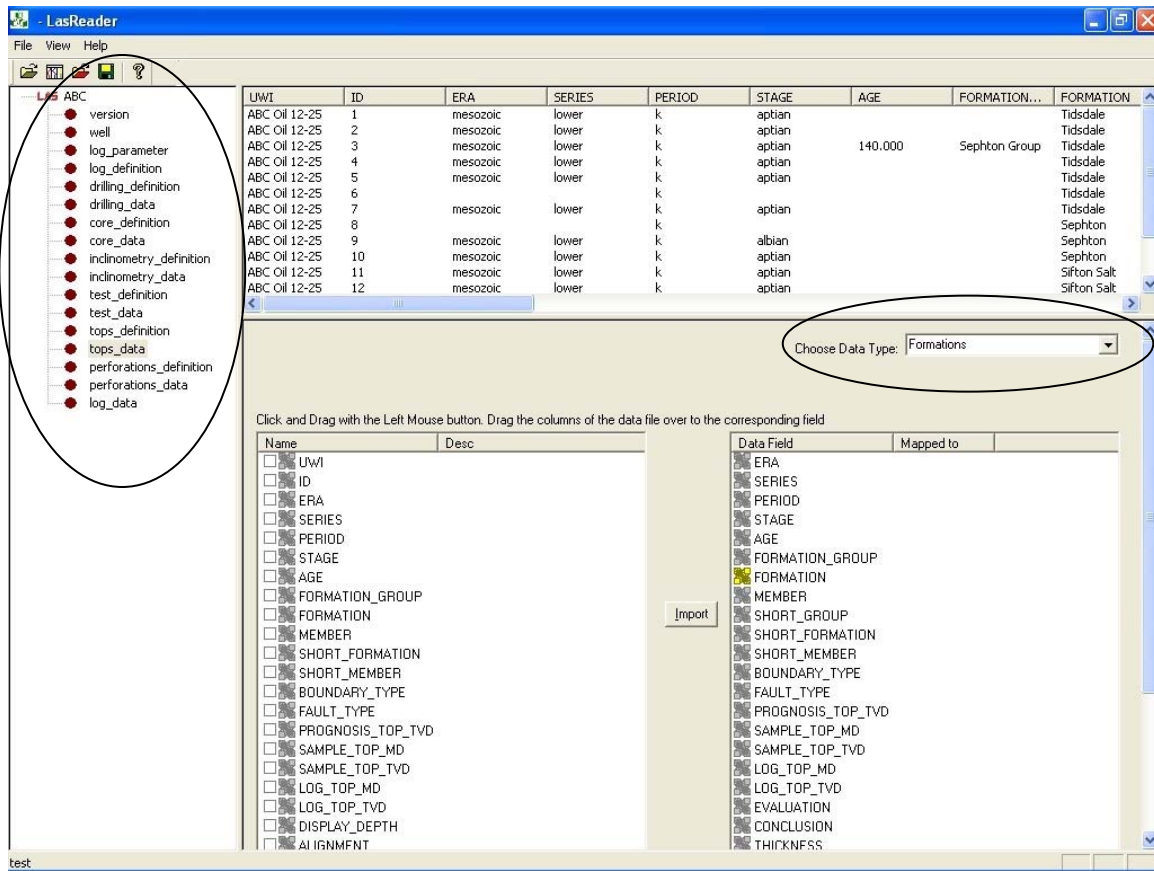 - LasReader
File View Help
LAS ABC
version
well
log_parameter
log_definition
drilling_definition
drilling_data
core_definition
core_data
inclinometry_definition
inclinometry_data
test_definition
test_data
tops_definition
tops_data
perforations_definition
perforations_data
log_data
UWI ID ERA SERIES PERIOD STAGE AGE FORMATION... FORMATION
ABC Oil 12-25 1 mesozoic lower k aptian Tidsdale
ABC Oil 12-25 2 mesozoic lower k aptian Tidsdale
ABC Oil 12-25 3 mesozoic lower k aptian 140.000 Sephton Group Tidsdale
ABC Oil 12-25 4 mesozoic lower k aptian Tidsdale
ABC Oil 12-25 5 mesozoic lower k aptian Tidsdale
ABC Oil 12-25 6 k Tidsdale
ABC Oil 12-25 7 mesozoic lower k aptian Tidsdale
ABC Oil 12-25 8 k Sephton
ABC Oil 12-25 9 mesozoic lower k albian Sephton
ABC Oil 12-25 10 mesozoic lower k aptian Sephton
ABC Oil 12-25 11 mesozoic lower k aptian Sifton Salt
ABC Oil 12-25 12 mesozoic lower k aptian Sifton Salt
Choose Data Type: Formations
Click and Drag with the Left Mouse button. Drag the columns of the data file over to the corresponding field
Name Desc
UWI
ID
ERA
SERIES
PERIOD
STAGE
AGE
FORMATION_GROUP
FORMATION
MEMBER
SHORT_FORMATION
SHORT_MEMBER
BOUNDARY_TYPE
FAULT_TYPE
PROGNOSIS_TOP_TVD
SAMPLE_TOP_MD
SAMPLE_TOP_TVD
LOG_TOP_MD
LOG_TOP_TVD
DISPLAY_DEPTH
ALIGNMENT
Import
Data Field Mapped to
ERA
SERIES
PERIOD
STAGE
AGE
FORMATION_GROUP
FORMATION
MEMBER
SHORT_GROUP
SHORT_FORMATION
SHORT_MEMBER
BOUNDARY_TYPE
FAULT_TYPE
PROGNOSIS_TOP_TVD
SAMPLE_TOP_MD
SAMPLE_TOP_TVD
LOG_TOP_MD
LOG_TOP_TVD
EVALUATION
CONCLUSION
THICKNESS
test